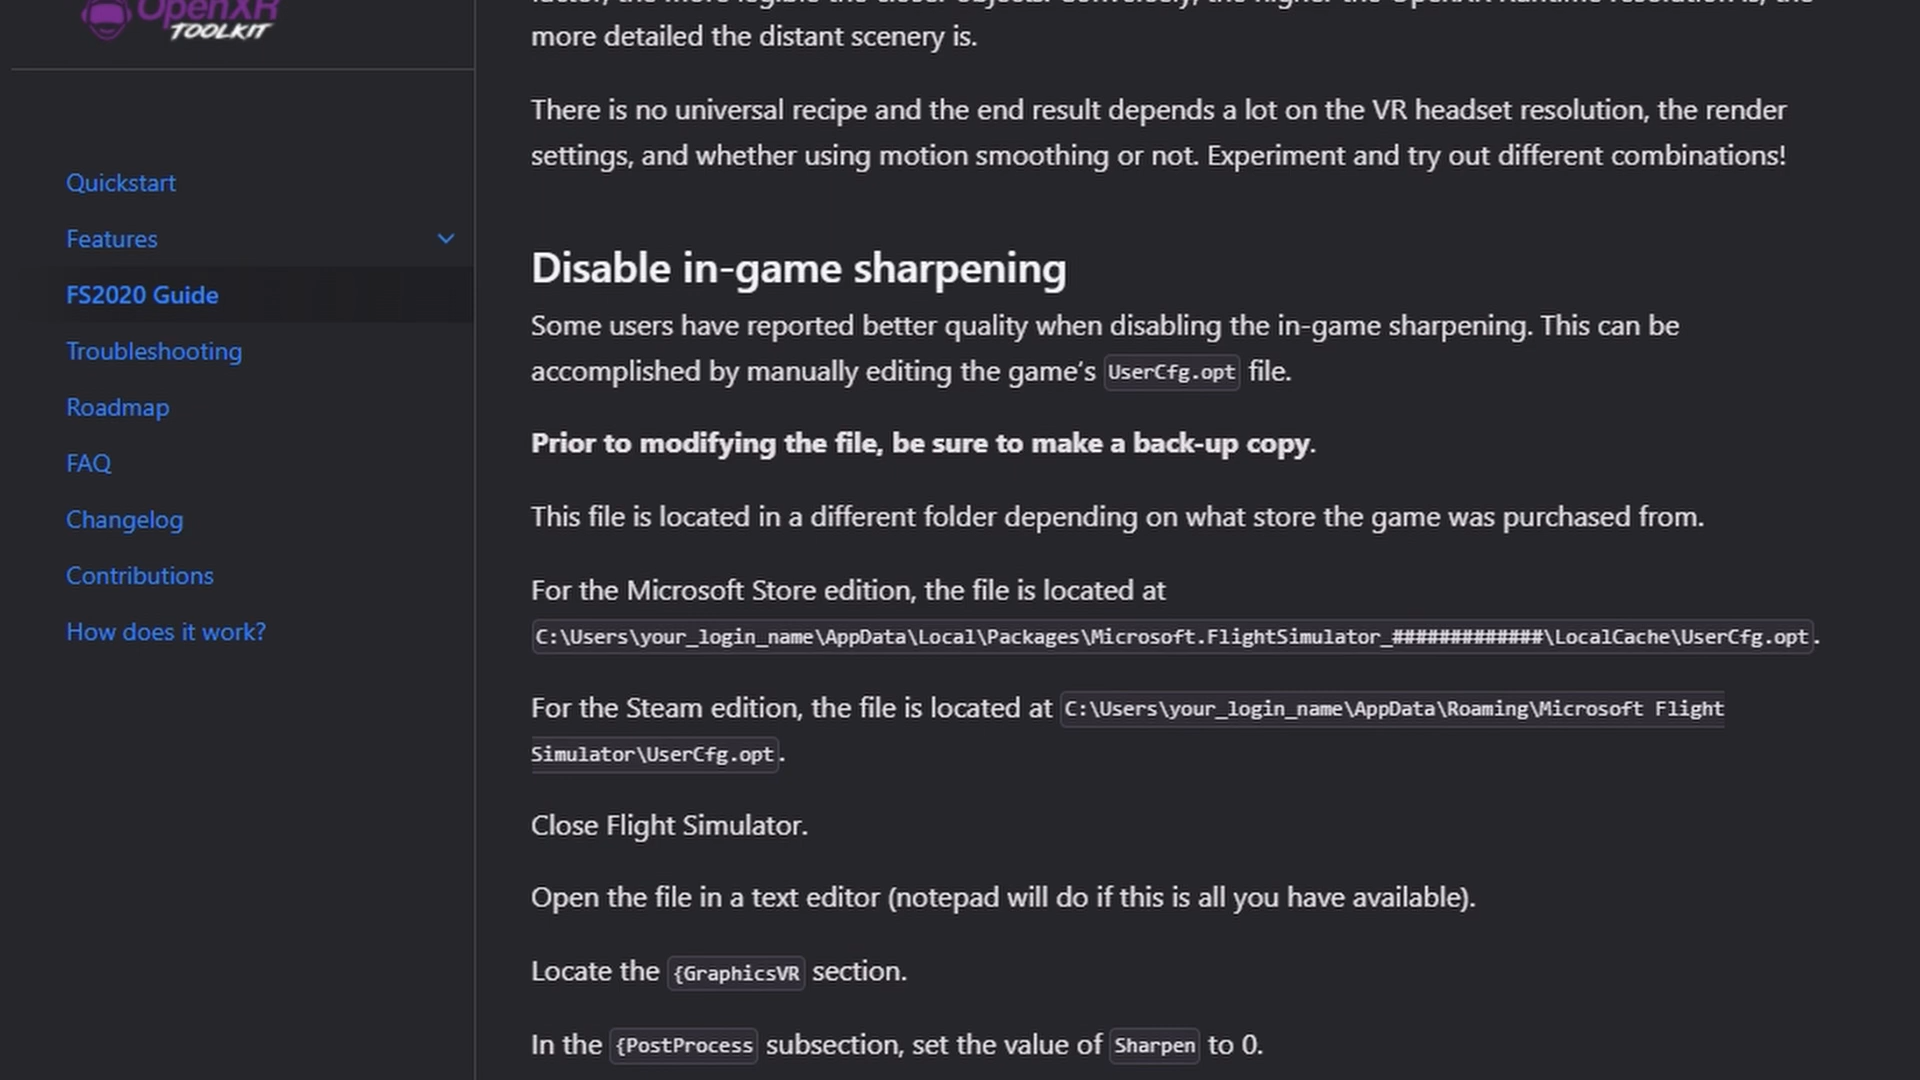 OpenXR
TOOLKIT
more detailed the distant scenery is.
There is no universal recipe and the end result depends a lot on the VR headset resolution, the render
settings, and whether using motion smoothing or not. Experiment and try out different combinations!
Quickstart
Features
FS2020 Guide
Troubleshooting
Roadmap
FAQ
Changelog
Contributions
How does it work?
Disable in-game sharpening
Some users have reported better quality when disabling the in-game sharpening. This can be
accomplished by manually editing the game's UserCfg.opt file.
Prior to modifying the file, be sure to make a back-up copy.
This file is located in a different folder depending on what store the game was purchased from.
For the Microsoft Store edition, the file is located at
C:\Users\your_login_name\AppData\Local\Packages\Microsoft.FlightSimulator_#############\LocalCache\UserCfg.opt.
For the Steam edition, the file is located at C:\Users\your_login_name\AppData\Roaming\Microsoft Flight
Simulator\UserCfg.opt.
Close Flight Simulator.
Open the file in a text editor (notepad will do if this is all you have available).
Locate the {GraphicsVR section.
In the {PostProcess subsection, set the value of Sharpen to 0.